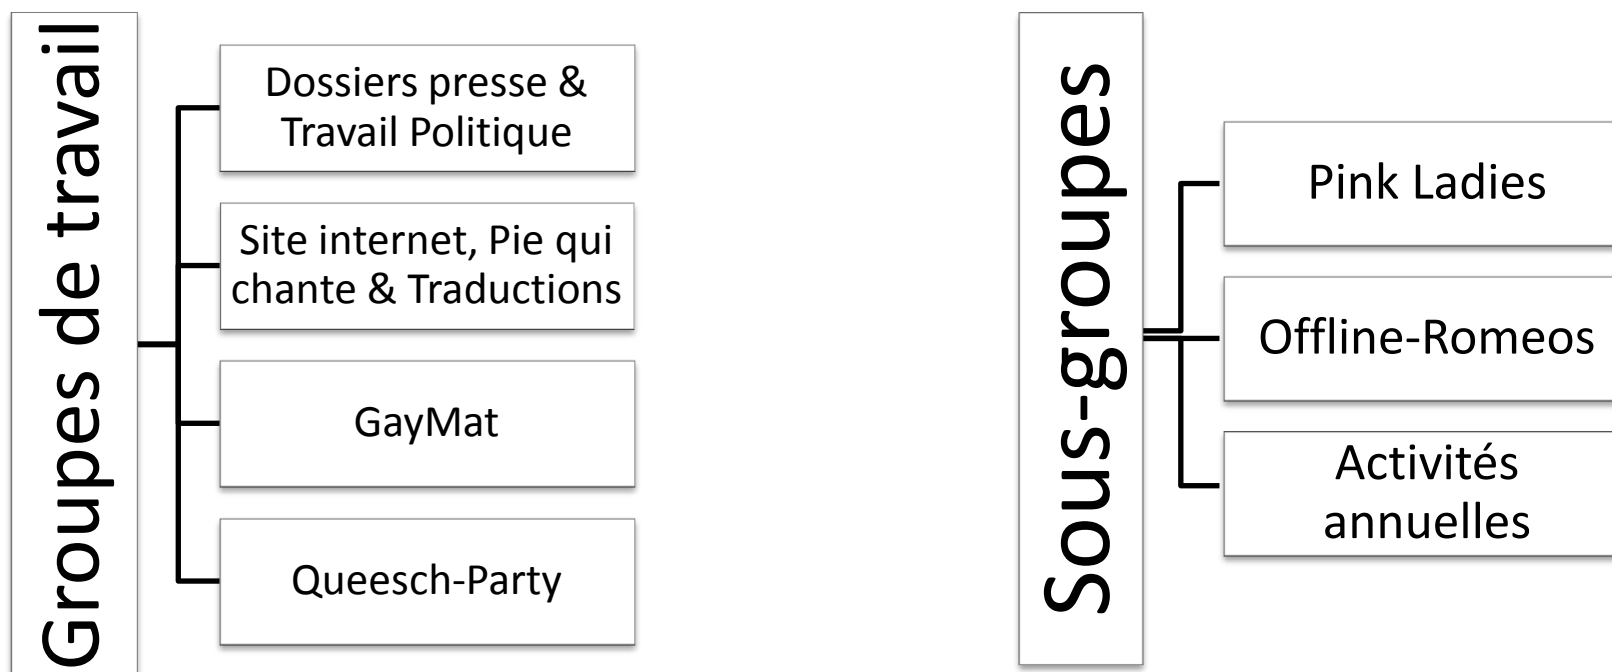 Groupes de travail
Dossiers presse &
Travail Politique
Site internet, Pie qui
chante & Traductions
GayMat
Queesch-Party
Sous-groupes
Pink Ladies
Offline-Romeos
Activités
annuelles